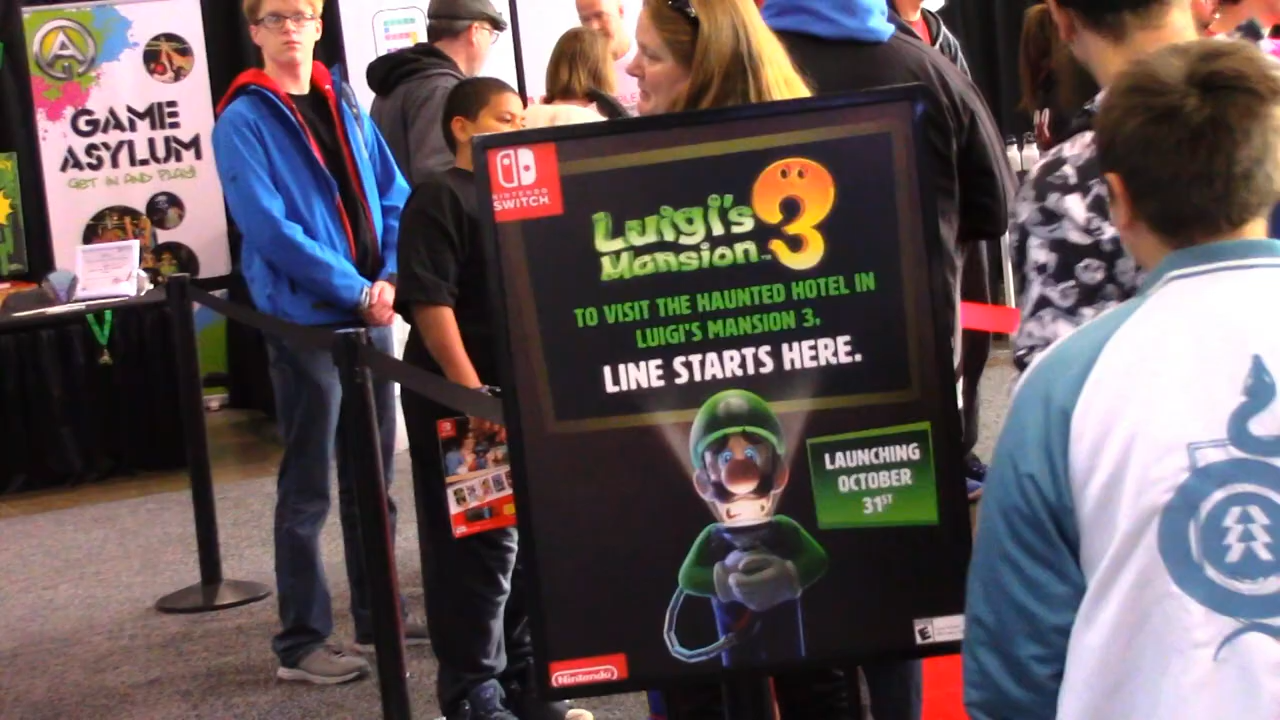 GAME
ASYLUM
GET IN AND PLAY!
NINTENDO
SWITCH
Luigi's
Mansion™ 3
TO VISIT THE HAUNTED HOTEL IN
LUIGI'S MANSION 3,
LINE STARTS HERE.
LAUNCHING
OCTOBER
31ST
Nintendo
E